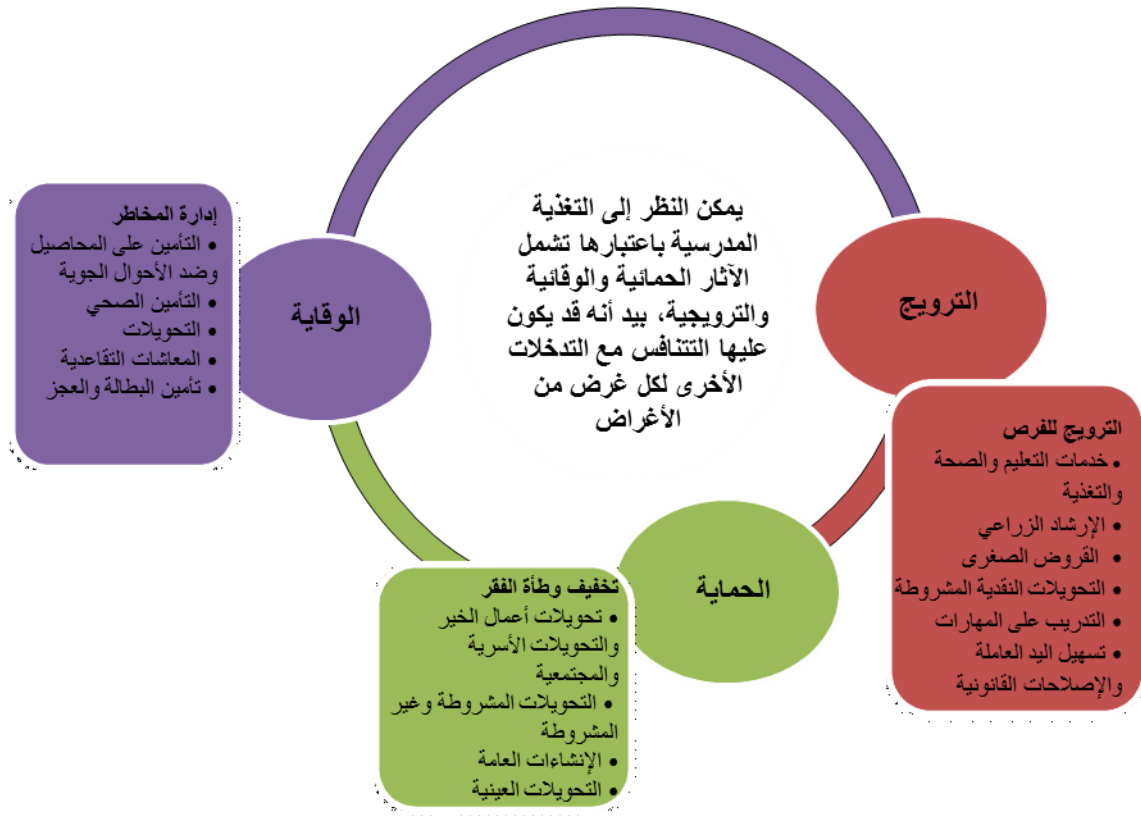 يمكن النظر إلى التغذية
المدرسية باعتبارها تشمل
الآثار الحمائية والوقائية
والترويجية، بيد أنه قد يكون
عليها التتنافس مع التدخلات
الأخرى لكل غرض من
الأغراض
الترويج
الترويج للفرص
• خدمات التعليم والصحة
والتغذية
• الإرشاد الزراعي
• القروض الصغرى
• التحويلات النقدية المشروطة
• التدريب على المهارات
• تسهيل اليد العاملة
والإصلاحات القانونية
الحماية
تخفيف وطأة الفقر
• تحويلات أعمال الخير
والتحويلات الأسرية
والمجتمعية
• التحويلات المشروطة وغير
المشروطة
• الإنشاءات العامة
• التحويلات العينية
الوقاية
إدارة المخاطر
• التأمين على المحاصيل
وضد الأحوال الجوية
• التأمين الصحي
• التحويلات
• المعاشات التقاعدية
• تأمين البطالة والعجز